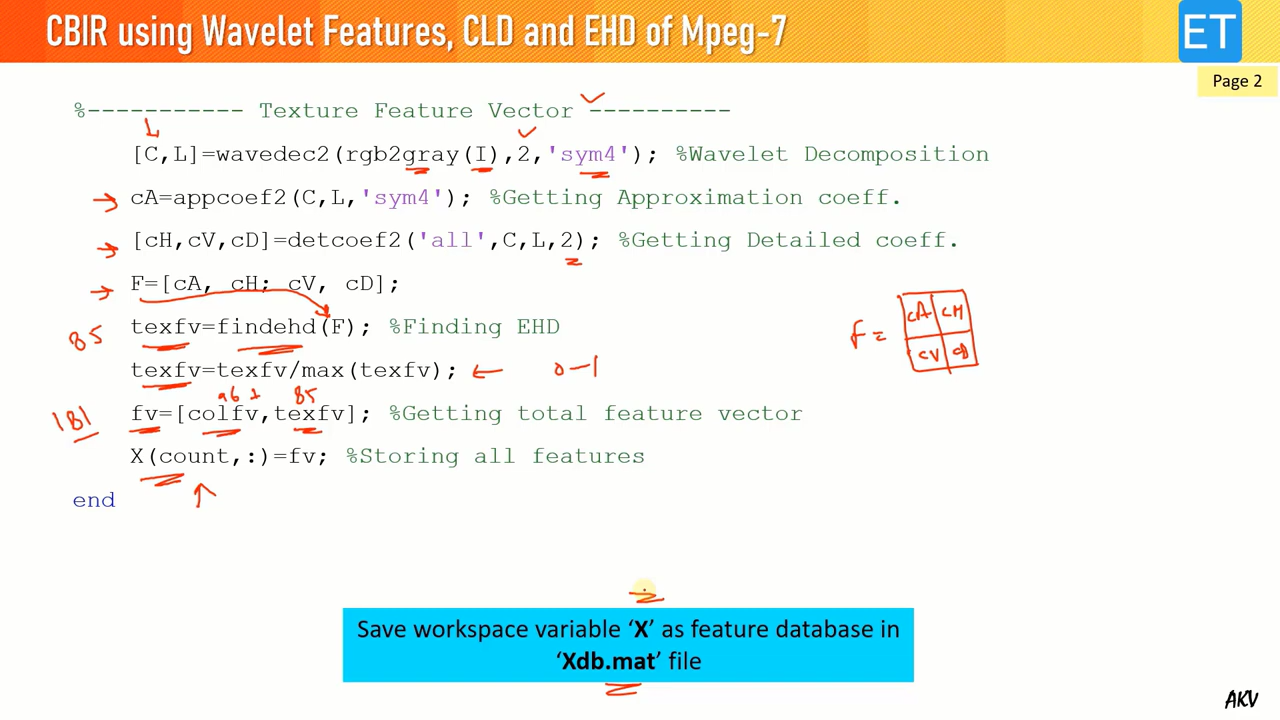 CBIR using Wavelet Features, CLD and EHD of Mpeg-7
ET
Page 2
%----------- Texture Feature Vector ----------
L
[C,L]=wavedec2(rgb2gray(I),2,'sym4'); %Wavelet Decomposition
cA=appcoef2(C,L,'sym4'); %Getting Approximation coeff.
[cH,cV,cD]=detcoef2('all',C,L,2); %Getting Detailed coeff.
F=[cA, cH; cV, cD];
85 texfv=findehd(F); %Finding EHD
f = cA cH
cV cD
texfv=texfv/max(texfv); ← 0-1
96 + 85
181 fv=[colfv,texfv]; %Getting total feature vector
X(count,:)=fv; %Storing all features
end
Save workspace variable ‘X’ as feature database in
‘Xdb.mat’ file
AKV